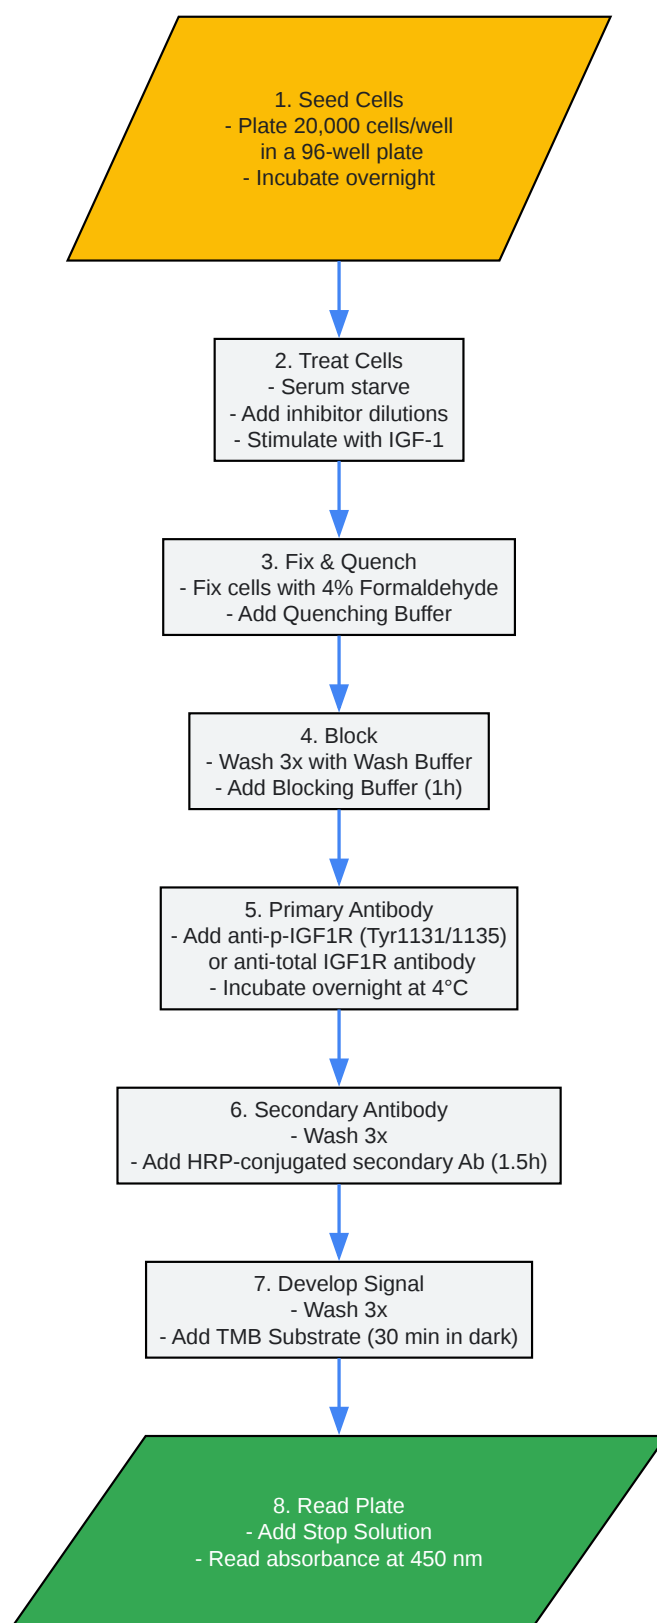 1. Seed Cells
- Plate 20,000 cells/well
in a 96-well plate
- Incubate overnight
2. Treat Cells
- Serum starve
- Add inhibitor dilutions
- Stimulate with IGF-1
3. Fix & Quench
- Fix cells with 4% Formaldehyde
- Add Quenching Buffer
4. Block
- Wash 3x with Wash Buffer
- Add Blocking Buffer (1h)
5. Primary Antibody
- Add anti-p-IGF1R (Tyr1131/1135)
or anti-total IGF1R antibody
- Incubate overnight at 4°C
6. Secondary Antibody
- Wash 3x
- Add HRP-conjugated secondary Ab (1.5h)
7. Develop Signal
- Wash 3x
- Add TMB Substrate (30 min in dark)
8. Read Plate
- Add Stop Solution
- Read absorbance at 450 nm